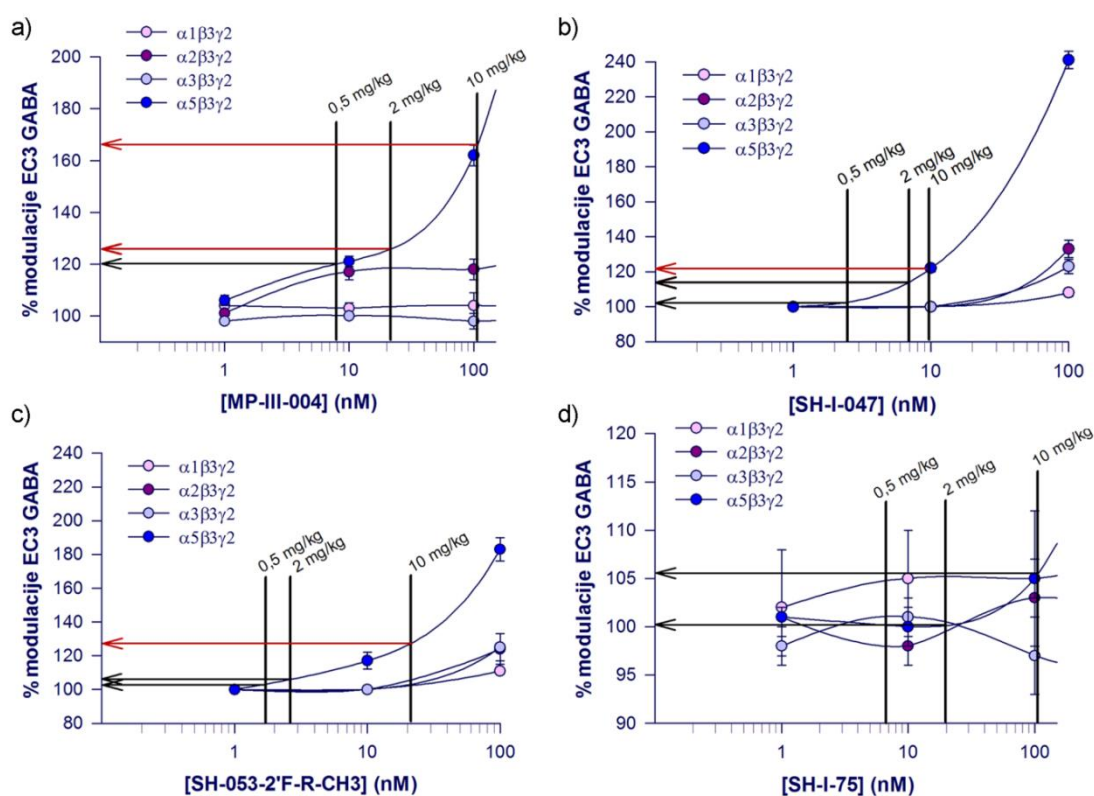 a)
α1β3γ2
α2β3γ2
α3β3γ2
α5β3γ2
0,5 mg/kg
2 mg/kg
10 mg/kg
200
180
160
140
120
100
% modulacije EC3 GABA
1
10
100
[MP-III-004] (nM)
b)
α1β3γ2
α2β3γ2
α3β3γ2
α5β3γ2
0,5 mg/kg
2 mg/kg
10 mg/kg
240
220
200
180
160
140
120
100
80
% modulacije EC3 GABA
1
10
100
[SH-I-047] (nM)
c)
α1β3γ2
α2β3γ2
α3β3γ2
α5β3γ2
0,5 mg/kg
2 mg/kg
10 mg/kg
240
220
200
180
160
140
120
100
80
% modulacije EC3 GABA
1
10
100
[SH-053-2'F-R-CH3] (nM)
d)
α1β3γ2
α2β3γ2
α3β3γ2
α5β3γ2
0,5 mg/kg
2 mg/kg
10 mg/kg
120
115
110
105
100
95
90
% modulacije EC3 GABA
1
10
100
[SH-I-75] (nM)